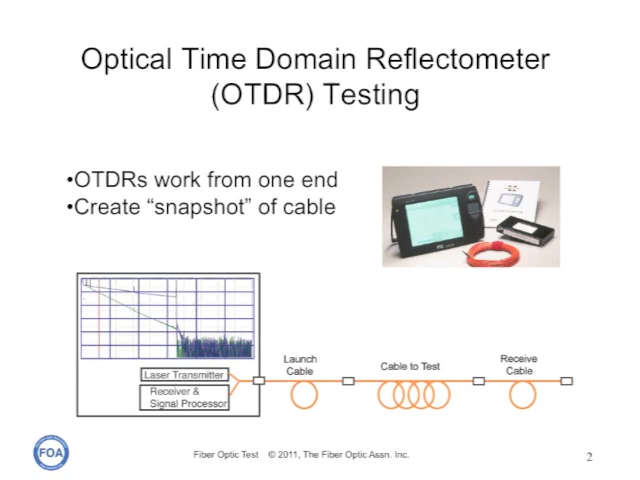 Optical Time Domain Reflectometer
(OTDR) Testing
•OTDRs work from one end
•Create “snapshot” of cable
Launch
Cable
Cable to Test
Receive
Cable
Laser Transmitter
Receiver &
Signal Processor
FOA
Fiber Optic Test © 2011, The Fiber Optic Assn. Inc.
2